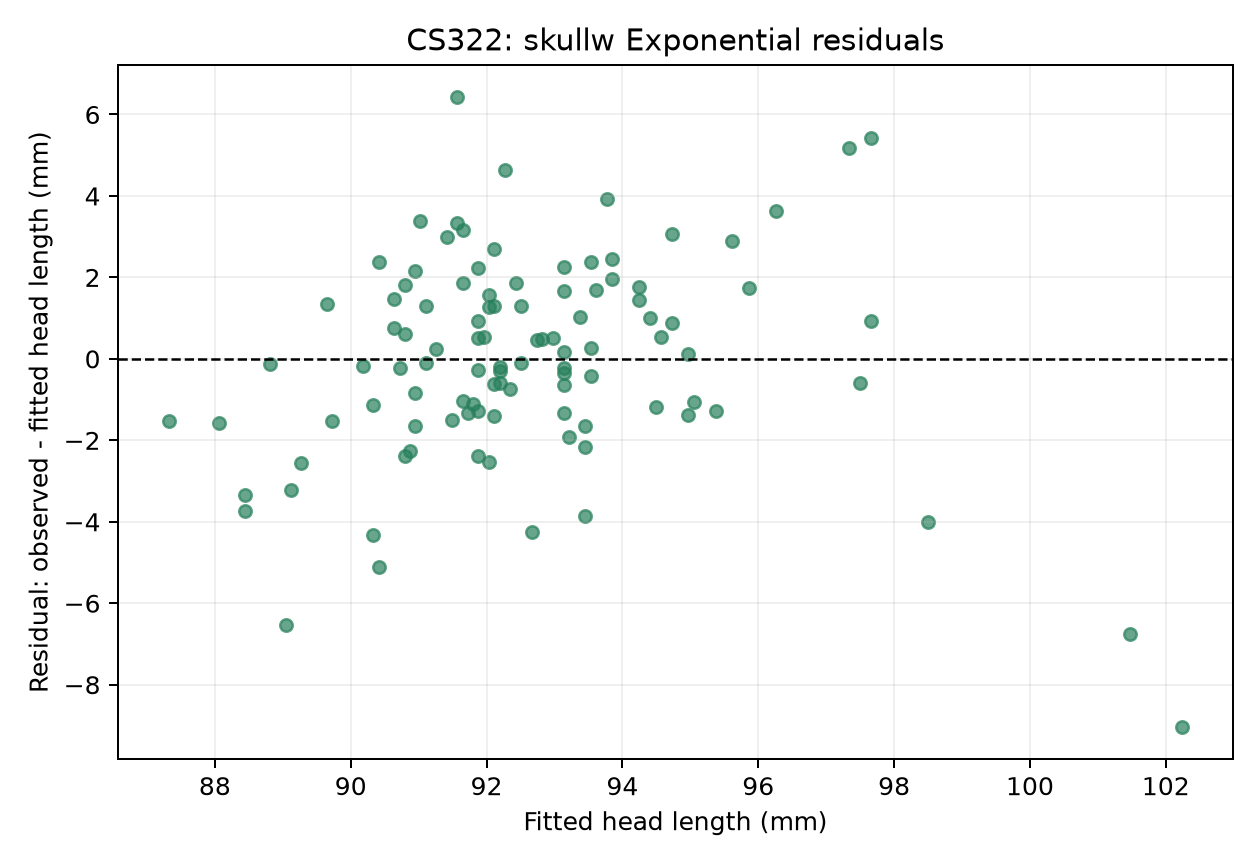 CS322: skullw Exponential residuals
Residual: observed - fitted head length (mm)
6
4
2
0
−2
−4
−6
−8
88 90 92 94 96 98 100 102
Fitted head length (mm)